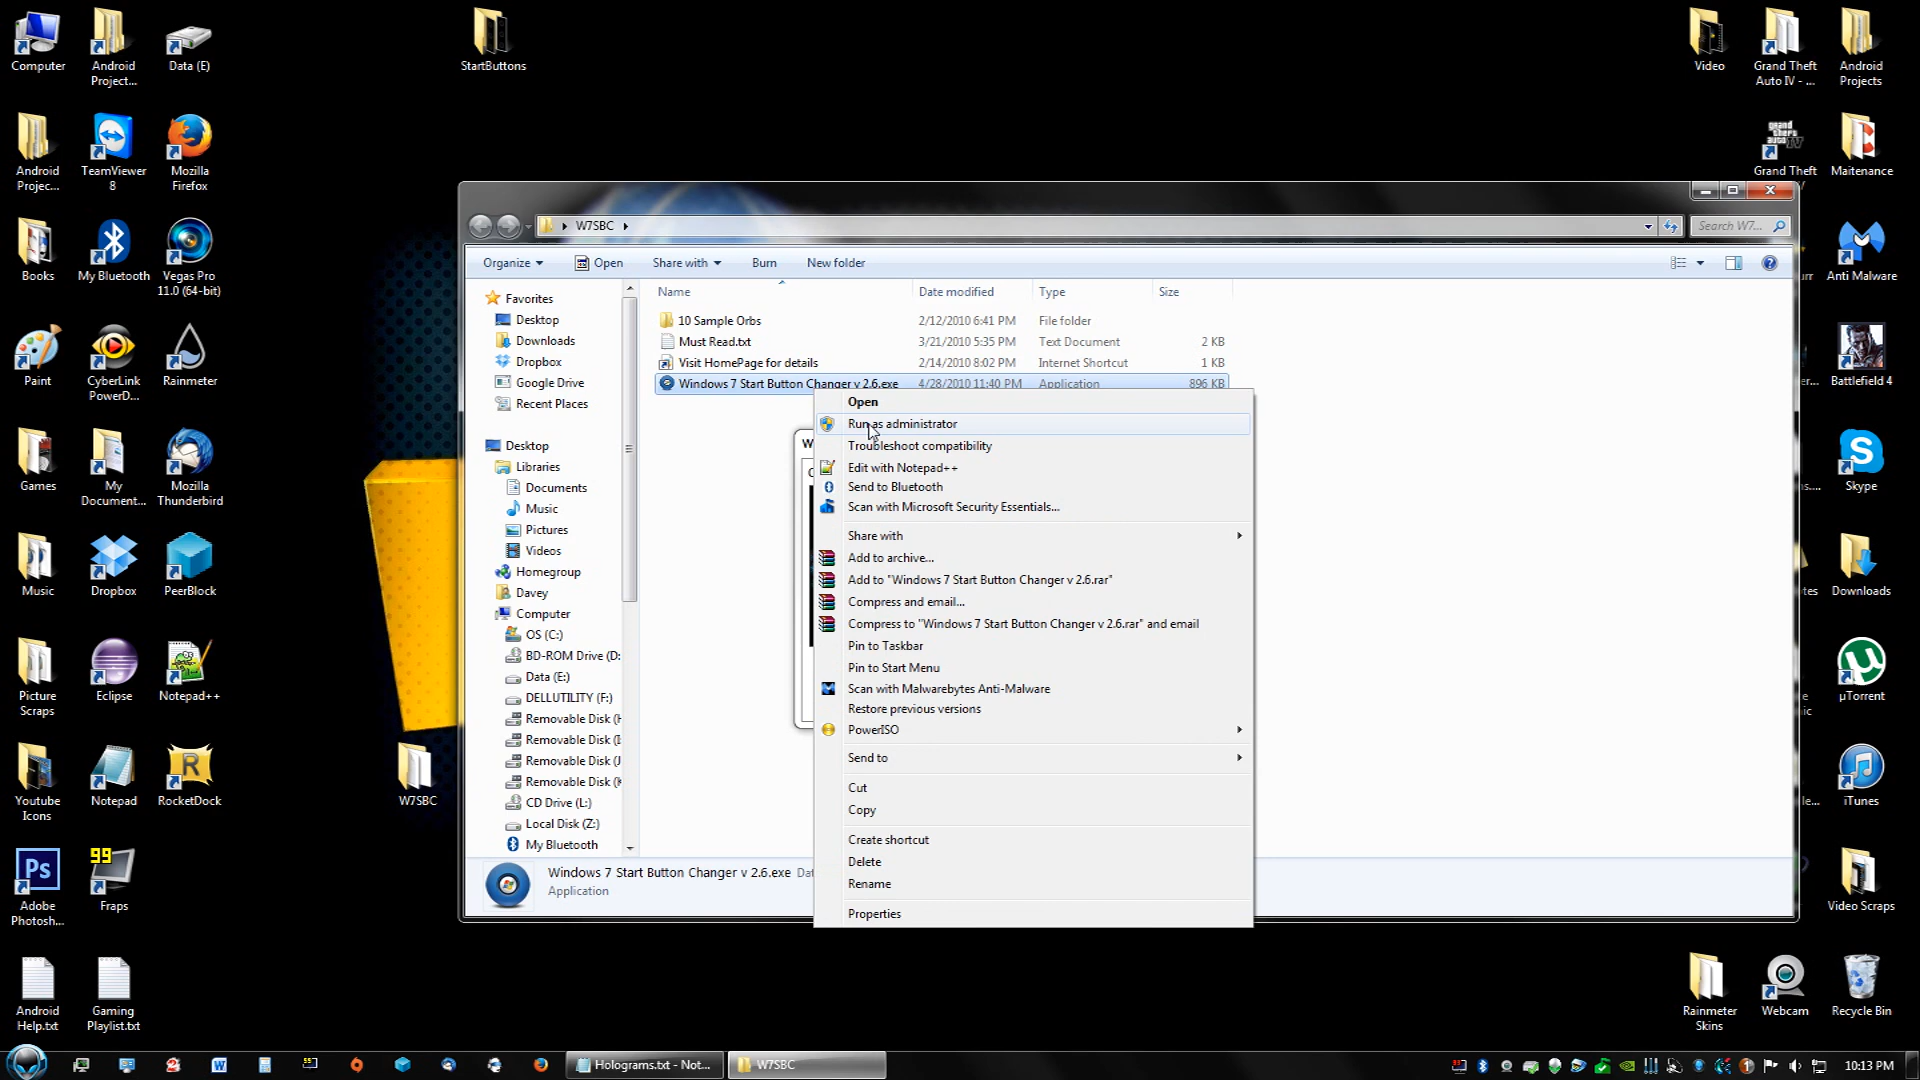 Computer
Android
Project...
Data (E)
StartButtons
Video
Grand Theft
Auto IV - ...
Android
Projects
Android
Projec...
TeamViewer
8
Mozilla
Firefox
Grand Theft
Maitenance
Books
My Bluetooth
Vegas Pro
11.0 (64-bit)
Anti Malware
Paint
CyberLink
PowerD...
Rainmeter
Battlefield 4
Games
My
Document...
Mozilla
Thunderbird
Skype
Music
Dropbox
PeerBlock
Downloads
Picture
Scraps
Eclipse
Notepad++
µTorrent
Youtube
Icons
Notepad
RocketDock
W7SBC
iTunes
Adobe
Photosh...
99
Fraps
Video Scraps
Android
Help.txt
Gaming
Playlist.txt
Rainmeter
Skins
Webcam
Recycle Bin
W7SBC
Search W7...
Organize
Open
Share with
Burn
New folder
Favorites
Desktop
Downloads
Dropbox
Google Drive
Recent Places
Desktop
Libraries
Documents
Music
Pictures
Videos
Homegroup
Davey
Computer
OS (C:)
BD-ROM Drive (D:
Data (E:)
DELLUTILITY (F:)
Removable Disk (H
Removable Disk (I
Removable Disk (J
Removable Disk (K
CD Drive (L:)
Local Disk (Z:)
My Bluetooth
Name Date modified Type Size
10 Sample Orbs 2/12/2010 6:41 PM File folder
Must Read.txt 3/21/2010 5:35 PM Text Document 2 KB
Visit HomePage for details 2/14/2010 8:02 PM Internet Shortcut 1 KB
Windows 7 Start Button Changer v 2.6.exe 4/28/2010 11:40 PM Application 896 KB
Open
Run as administrator
Troubleshoot compatibility
Edit with Notepad++
Send to Bluetooth
Scan with Microsoft Security Essentials...
Share with
Add to archive...
Add to "Windows 7 Start Button Changer v 2.6.rar"
Compress and email...
Compress to "Windows 7 Start Button Changer v 2.6.rar" and email
Pin to Taskbar
Pin to Start Menu
Scan with Malwarebytes Anti-Malware
Restore previous versions
PowerISO
Send to
Cut
Copy
Create shortcut
Delete
Rename
Properties
Windows 7 Start Button Changer v 2.6.exe
Application
Holograms.txt - Not...
W7SBC
10:13 PM